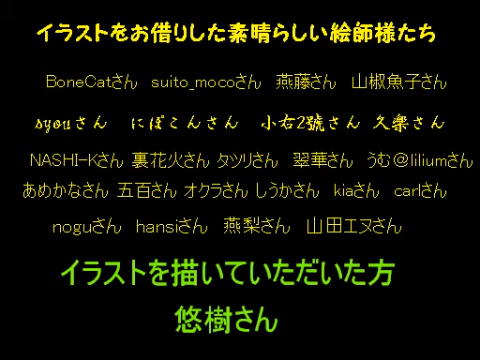 イラストをお借りした素晴らしい絵師様たち
BoneCatさん suito_mocoさん 燕藤さん 山椒魚子さん
syouさん にぽこんさん 小右2號さん 久樂さん
NASHI-Kさん 裏花火さん タツリさん 翠華さん うむ@liliumさん
あめかなさん 五百さん オクラさん しうかさん kiaさん carlさん
noguさん hansiさん 燕梨さん 山田エヌさん
イラストを描いていただいた方
悠樹さん